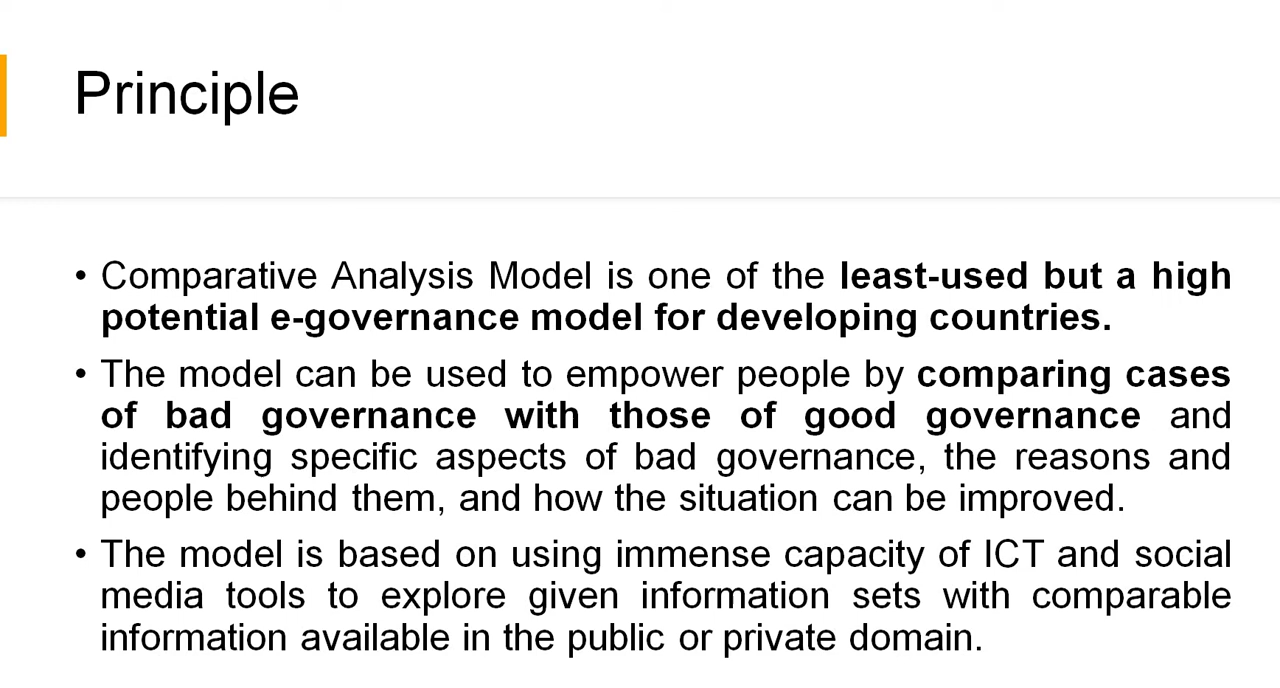 Principle
• Comparative Analysis Model is one of the least-used but a high
potential e-governance model for developing countries.
• The model can be used to empower people by comparing cases
of bad governance with those of good governance and
identifying specific aspects of bad governance, the reasons and
people behind them, and how the situation can be improved.
• The model is based on using immense capacity of ICT and social
media tools to explore given information sets with comparable
information available in the public or private domain.